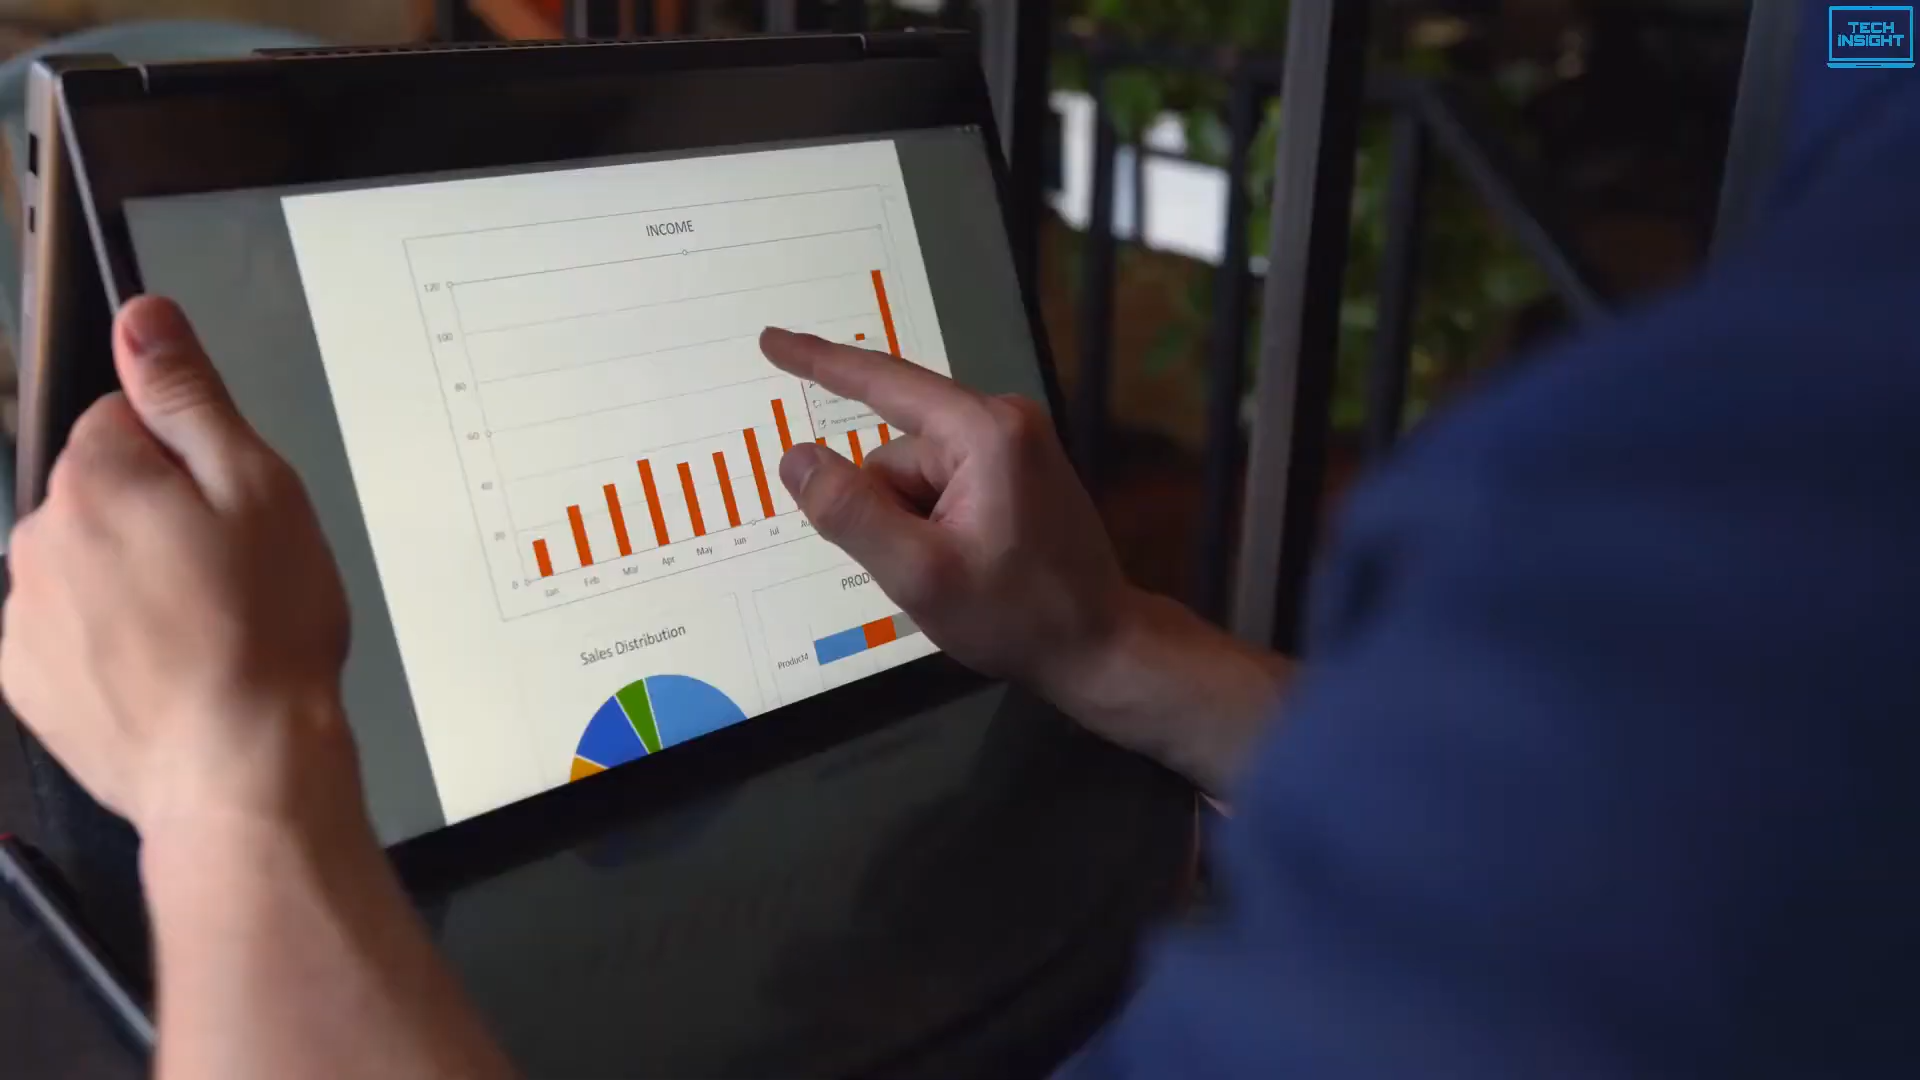 TECH
INSIGHT
INCOME
120
100
80
60
40
20
0
Jan Feb Mar Apr May Jun Jul
Sales Distribution
Product4